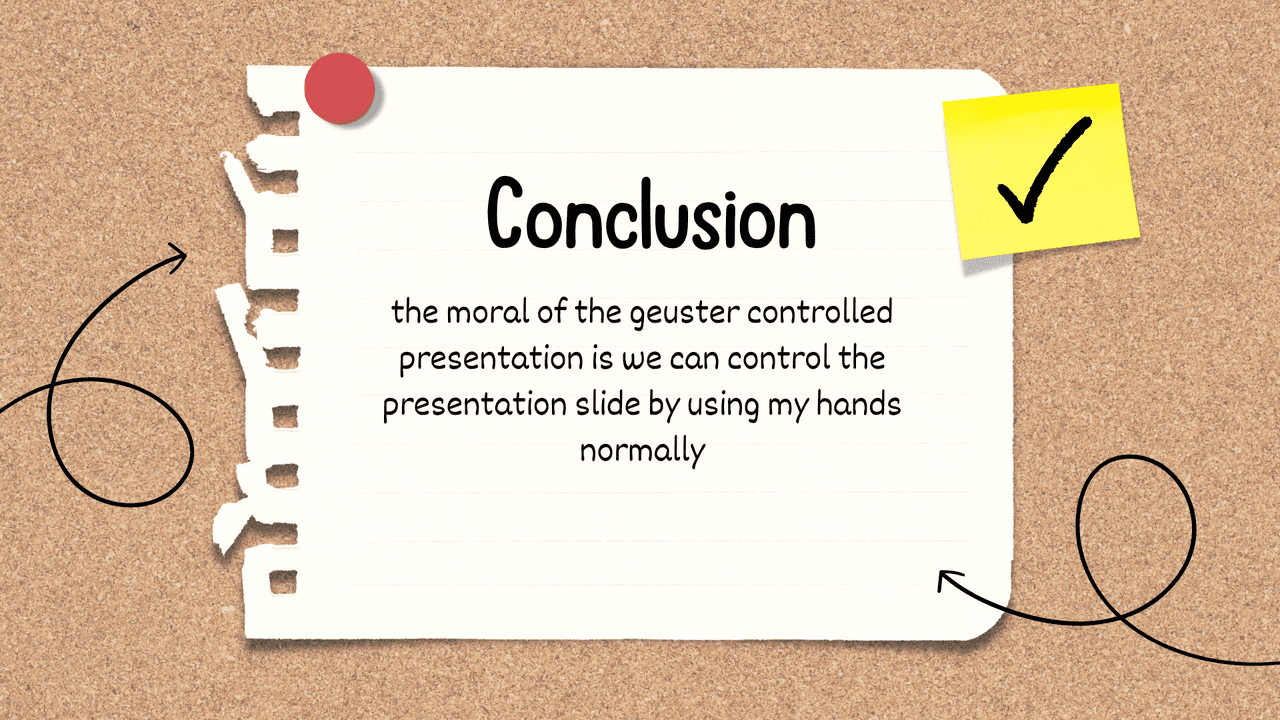 Conclusion
the moral of the geuster controlled
presentation is we can control the
presentation slide by using my hands
normally